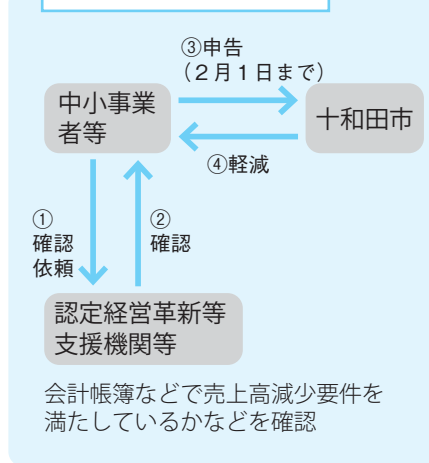 ③申告
（２月１日まで）
中小事業
者等
十和田市
④軽減
①
確認
依頼
②
確認
認定経営革新等
支援機関等
会計帳簿などで売上高減少要件を
満たしているかなどを確認